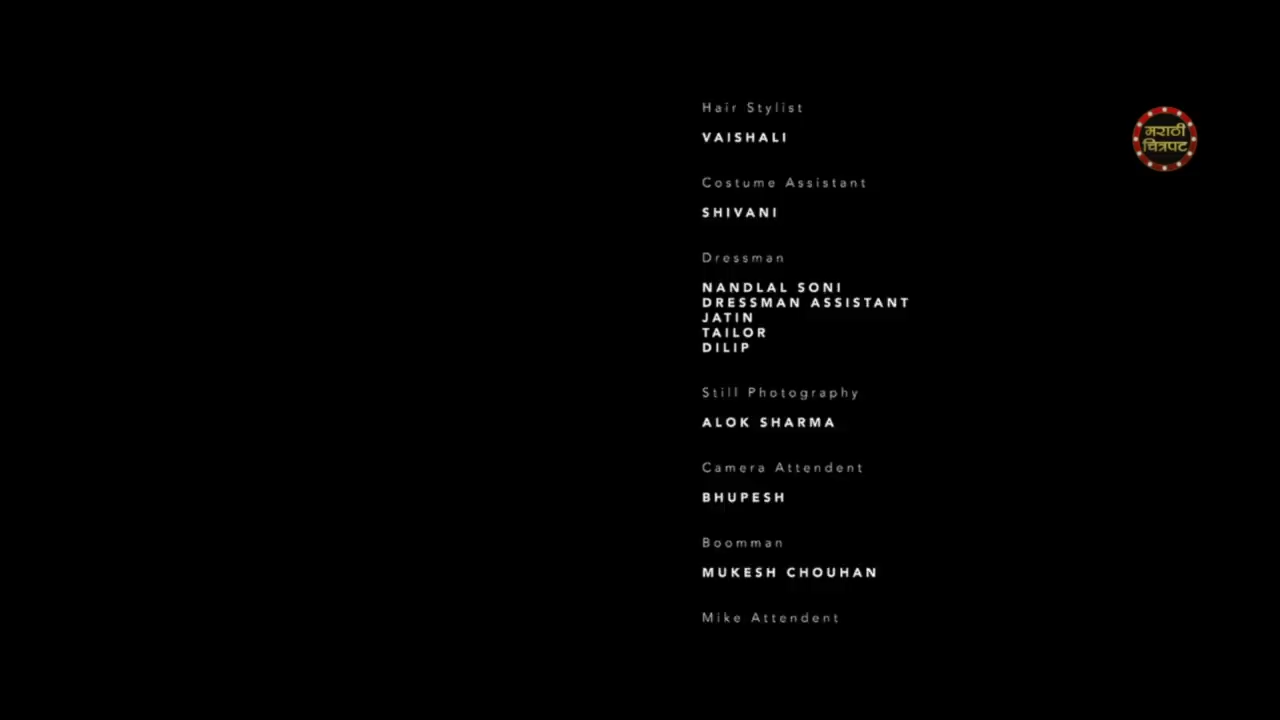 Hair Stylist
VAISHALI
मराठी
चित्रपट
Costume Assistant
SHIVANI
Dressman
NANDLAL SONI
DRESSMAN ASSISTANT
JATIN
TAILOR
DILIP
Still Photography
ALOK SHARMA
Camera Attendent
BHUPESH
Boomman
MUKESH CHOUHAN
Mike Attendent